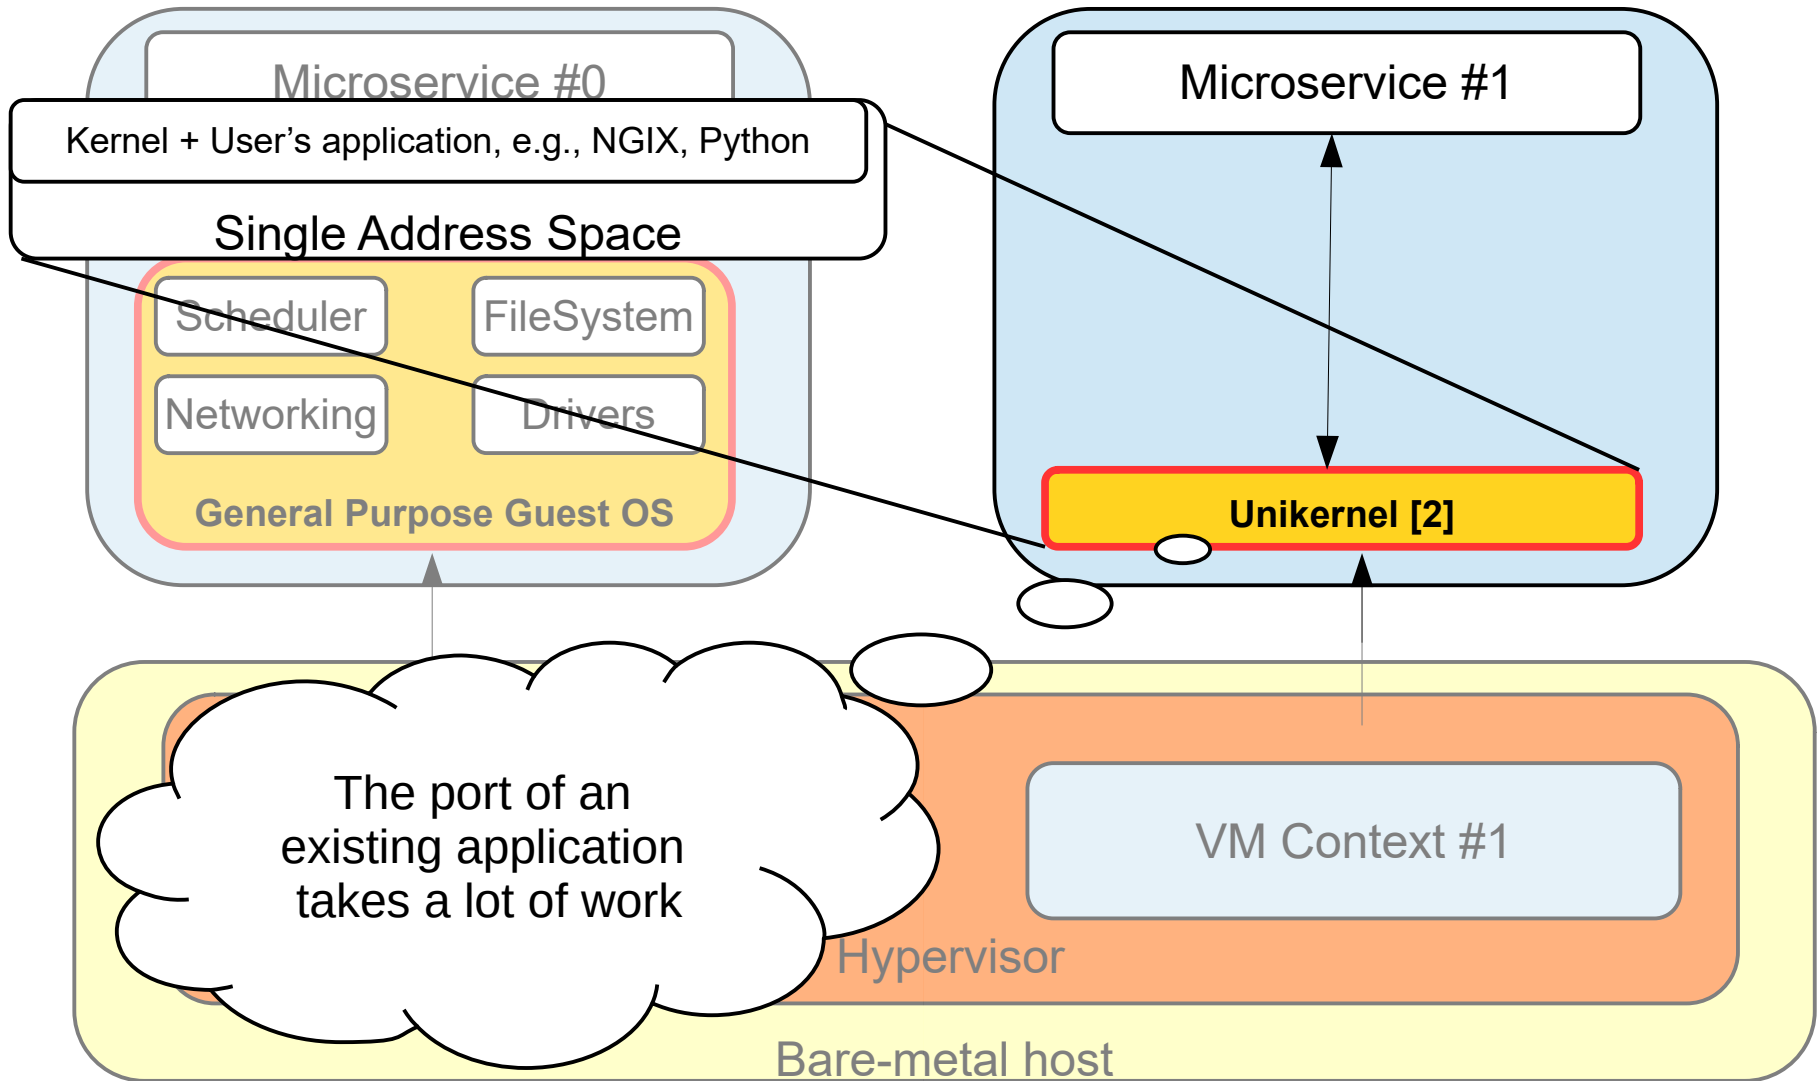 Microservice #0
Microservice #1
Kernel + User’s application, e.g., NGIX, Python
Single Address Space
Scheduler
FileSystem
Networking
Drivers
General Purpose Guest OS
Unikernel [2]
The port of an
existing application
takes a lot of work
VM Context #1
Hypervisor
Bare-metal host